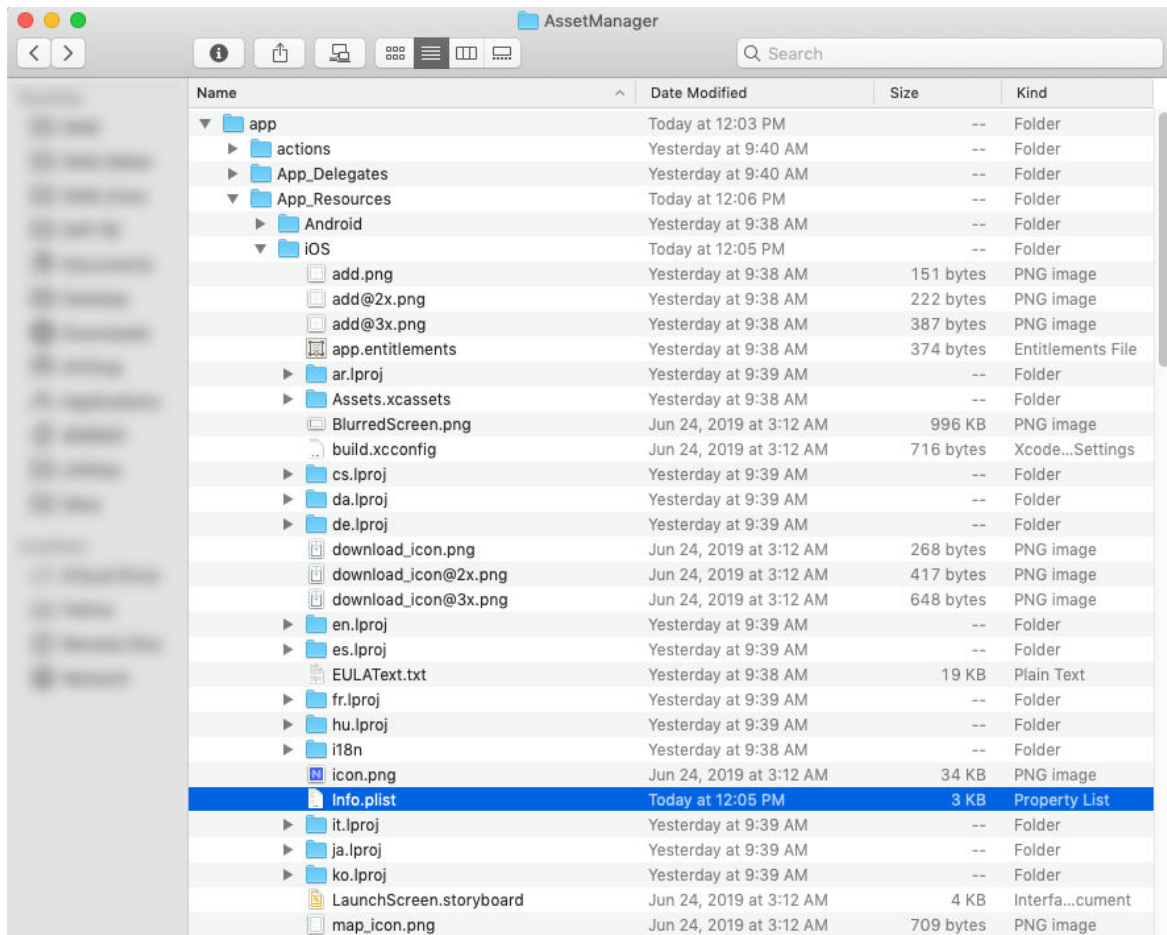 AssetManager
Search
Name Date Modified Size Kind
app Today at 12:03 PM -- Folder
actions Yesterday at 9:40 AM -- Folder
App_Delegates Yesterday at 9:40 AM -- Folder
App_Resources Today at 12:06 PM -- Folder
Android Yesterday at 9:38 AM -- Folder
iOS Today at 12:05 PM -- Folder
add.png Yesterday at 9:38 AM 151 bytes PNG image
add@2x.png Yesterday at 9:38 AM 222 bytes PNG image
add@3x.png Yesterday at 9:38 AM 387 bytes PNG image
app.entitlements Yesterday at 9:38 AM 374 bytes Entitlements File
ar.lproj Yesterday at 9:39 AM -- Folder
Assets.xcassets Yesterday at 9:38 AM -- Folder
BlurredScreen.png Jun 24, 2019 at 3:12 AM 996 KB PNG image
build.xcconfig Jun 24, 2019 at 3:12 AM 716 bytes Xcode...Settings
cs.lproj Yesterday at 9:39 AM -- Folder
da.lproj Yesterday at 9:39 AM -- Folder
de.lproj Yesterday at 9:39 AM -- Folder
download_icon.png Jun 24, 2019 at 3:12 AM 268 bytes PNG image
download_icon@2x.png Jun 24, 2019 at 3:12 AM 417 bytes PNG image
download_icon@3x.png Jun 24, 2019 at 3:12 AM 648 bytes PNG image
en.lproj Yesterday at 9:39 AM -- Folder
es.lproj Yesterday at 9:39 AM -- Folder
EULAText.txt Yesterday at 9:38 AM 19 KB Plain Text
fr.lproj Yesterday at 9:39 AM -- Folder
hu.lproj Yesterday at 9:39 AM -- Folder
i18n Yesterday at 9:38 AM -- Folder
icon.png Jun 24, 2019 at 3:12 AM 34 KB PNG image
Info.plist Today at 12:05 PM 3 KB Property List
it.lproj Yesterday at 9:39 AM -- Folder
ja.lproj Yesterday at 9:39 AM -- Folder
ko.lproj Yesterday at 9:39 AM -- Folder
LaunchScreen.storyboard Jun 24, 2019 at 3:12 AM 4 KB Interfa...cument
map_icon.png Jun 24, 2019 at 3:12 AM 709 bytes PNG image